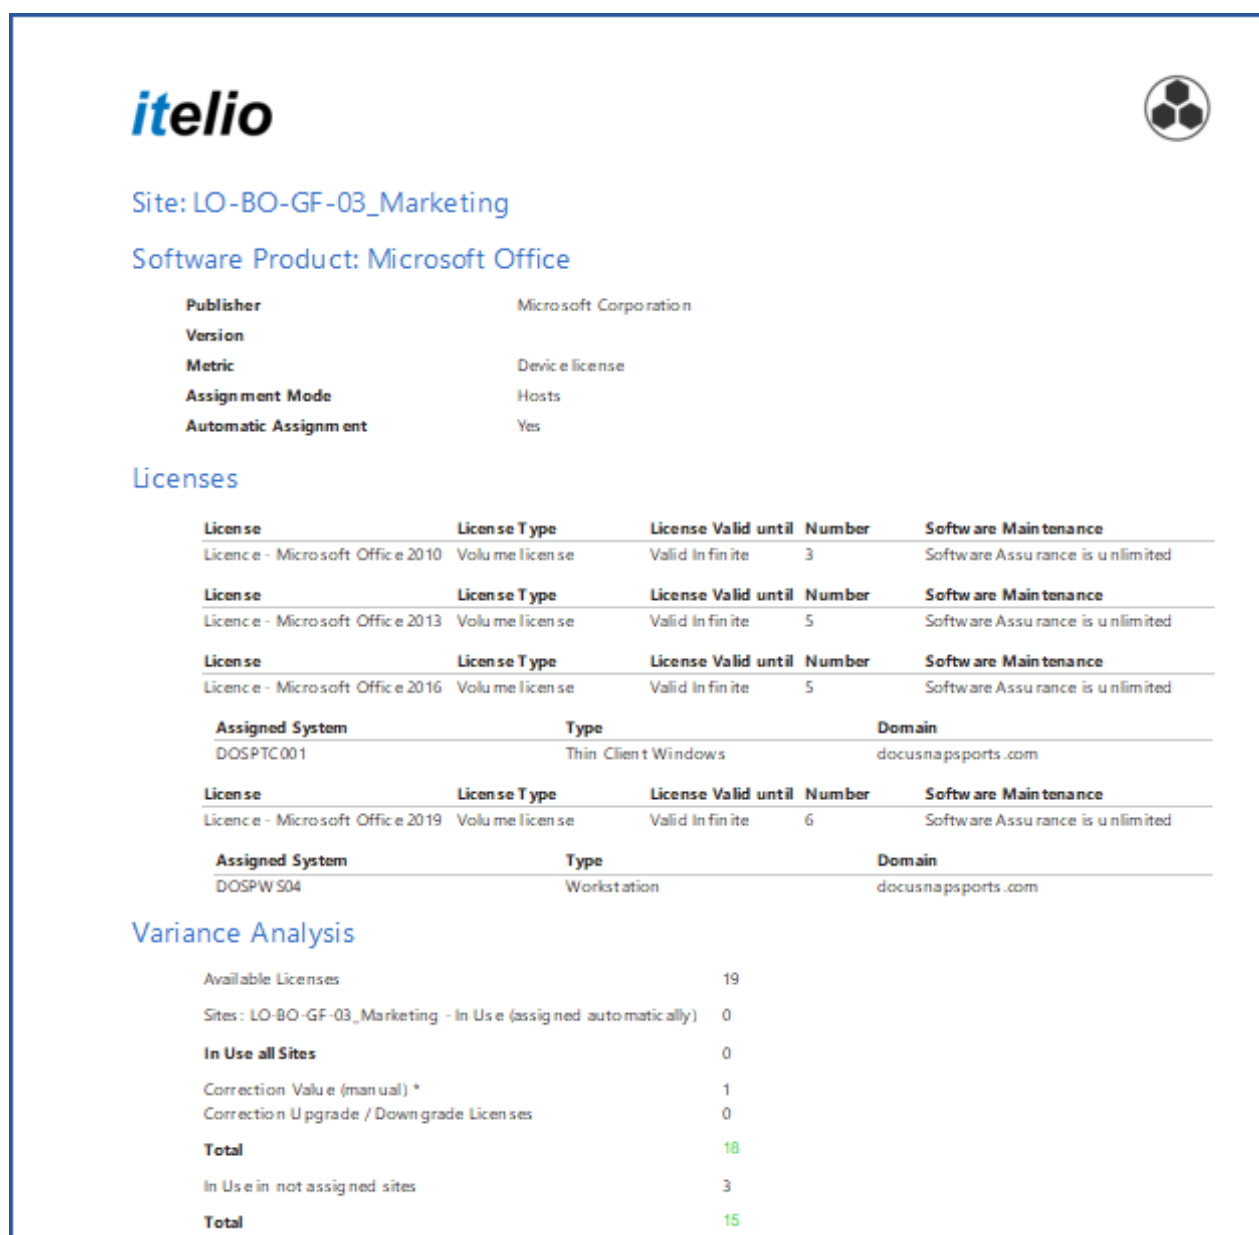 itelio
Site: LO-BO-GF-03_Marketing
Software Product: Microsoft Office
Publisher Microsoft Corporation
Version
Metric Device license
Assignment Mode Hosts
Automatic Assignment Yes
Licenses
License License Type License Valid until Number Software Maintenance
Licence - Microsoft Office 2010 Volume license Valid Infinite 3 Software Assurance is unlimited
License License Type License Valid until Number Software Maintenance
Licence - Microsoft Office 2013 Volume license Valid Infinite 5 Software Assurance is unlimited
License License Type License Valid until Number Software Maintenance
Licence - Microsoft Office 2016 Volume license Valid Infinite 5 Software Assurance is unlimited
Assigned System Type Domain
DOSPTC001 Thin Client Windows docusnapsports.com
License License Type License Valid until Number Software Maintenance
Licence - Microsoft Office 2019 Volume license Valid Infinite 6 Software Assurance is unlimited
Assigned System Type Domain
DOSPWS04 Workstation docusnapsports.com
Variance Analysis
Available Licenses 19
Sites: LO-BO-GF-03_Marketing - In Use (assigned automatically) 0
In Use all Sites 0
Correction Value (manual) * 1
Correction Upgrade / Downgrade Licenses 0
Total 18
In Use in not assigned sites 3
Total 15